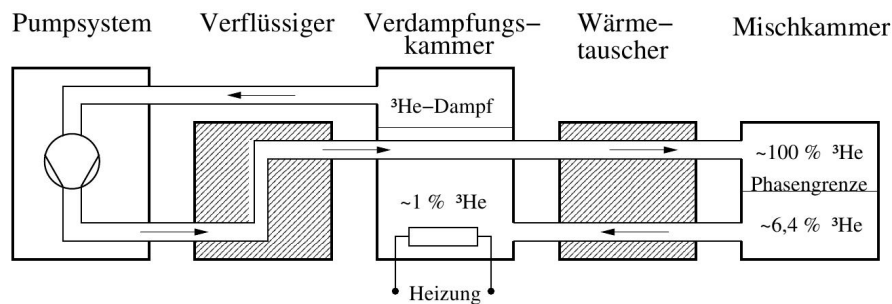 Pumpsystem
Verflüssiger
Verdampfungs-
kammer
Wärme-
tauscher
Mischkammer
³He-Dampf
~100 % ³He
Phasengrenze
~1 % ³He
~6,4 % ³He
Heizung